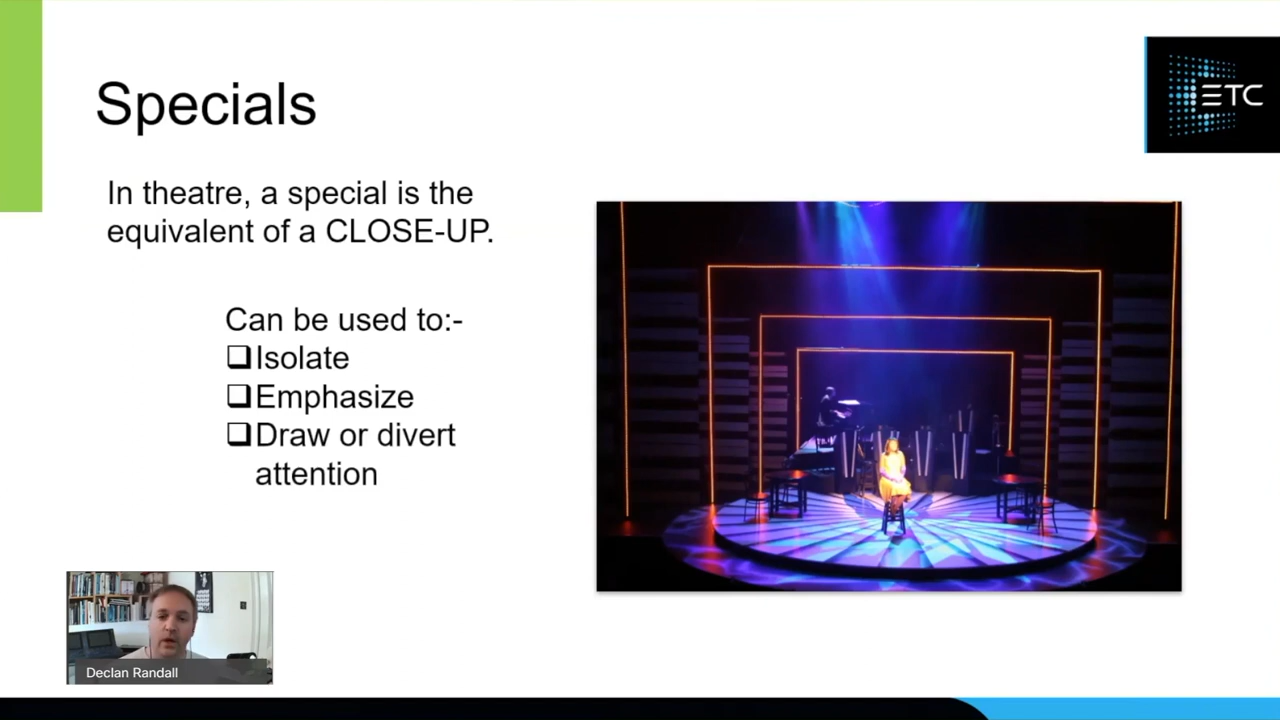 Specials
ETC
In theatre, a special is the
equivalent of a CLOSE-UP.
Can be used to:-
❑Isolate
❑Emphasize
❑Draw or divert
attention
Declan Randall